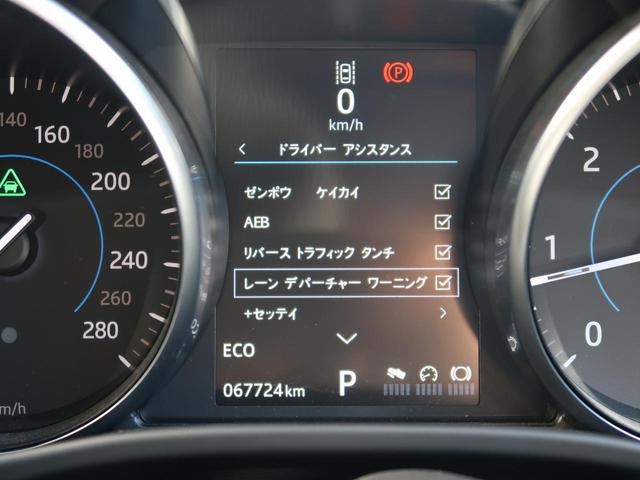 140
160
180
200
220
240
260
280
km/h
P
0
km/h
< ドライバー アシスタンス
ゼンボウ ケイカイ
AEB
リバース トラフィック タンチ
レーン デパーチャー ワーニング
+セッテイ >
ECO
067724km
P
2
1
0